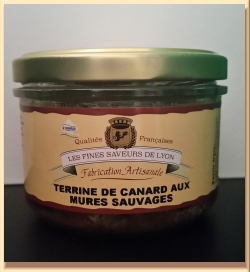 Qualités Françaises
LES FINES SAVEURS DE LYON
Fabrication Artisanale
TERRINE DE CANARD AUX
MURES SAUVAGES